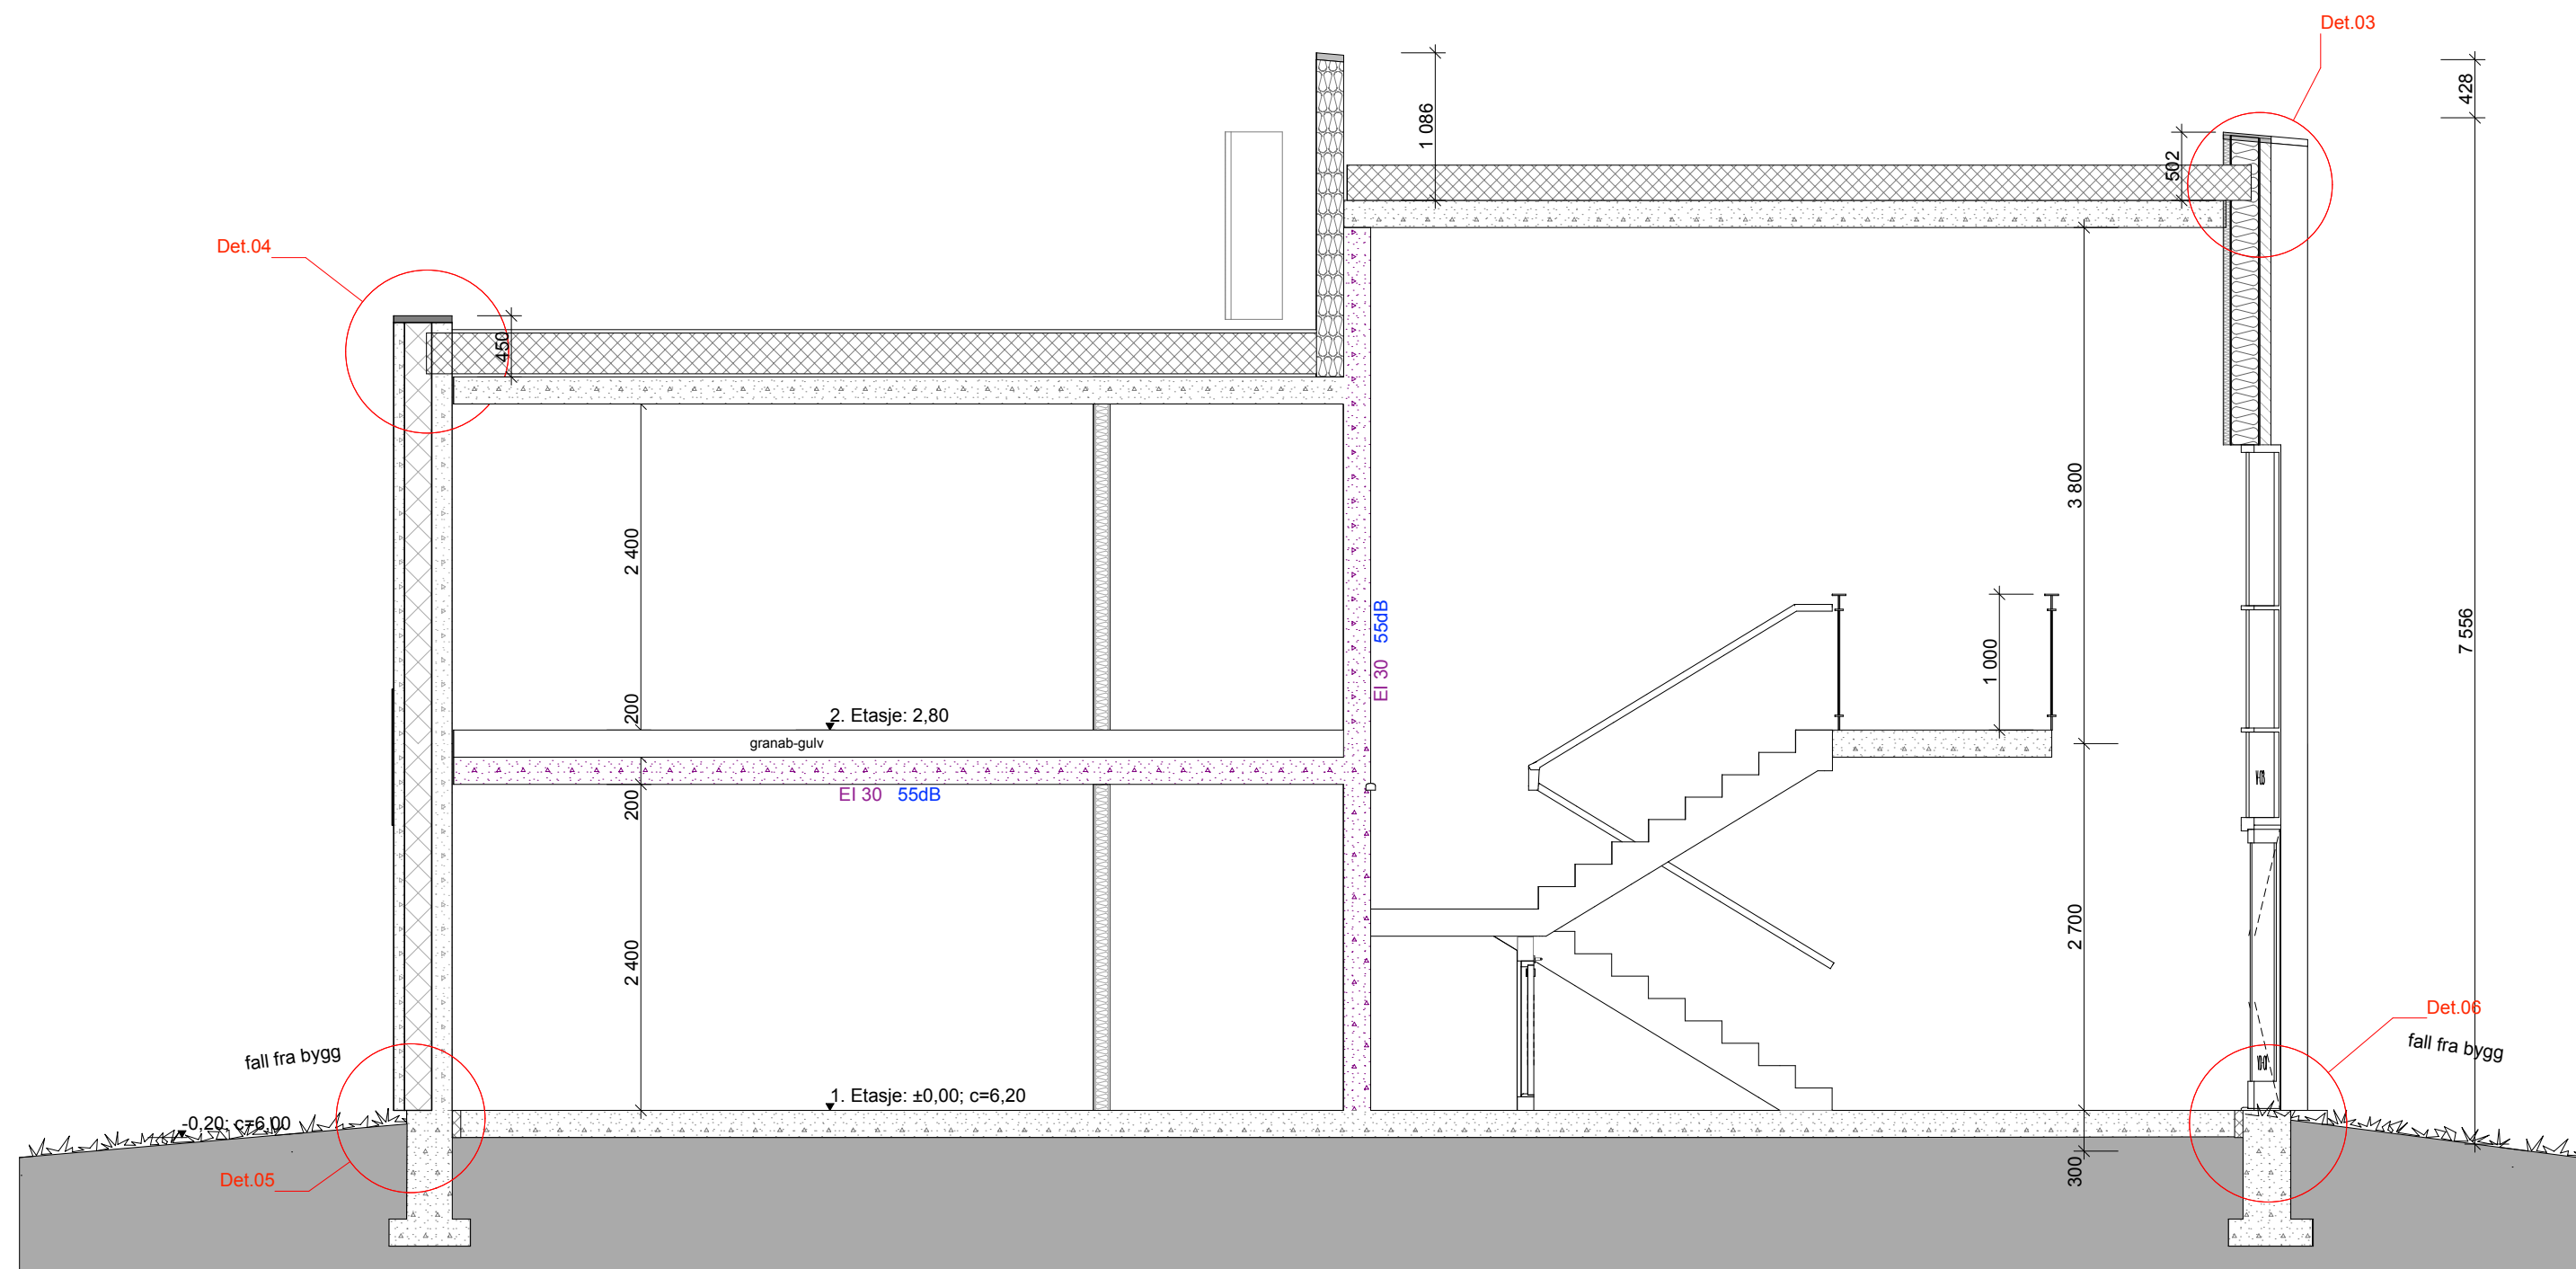 Det.03
428
1 086
502
Det.04
450
3 800
2 400
55dB
EI 30
1 000
7 556
200
2. Etasje: 2,80
granab-gulv
EI 30 55dB
200
2 700
2 400
Det.06
fall fra bygg
fall fra bygg
1. Etasje: ±0,00; c=6,20
-0,20; c=6,00
Det.05
300